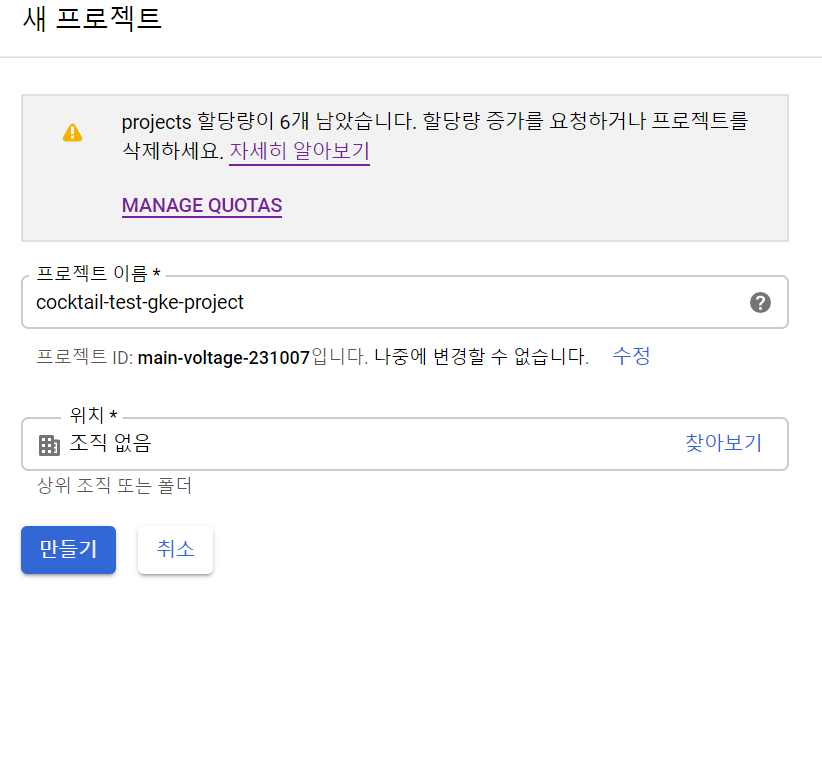 새 프로젝트
projects 할당량이 6개 남았습니다. 할당량 증가를 요청하거나 프로젝트를
삭제하세요. 자세히 알아보기
MANAGE QUOTAS
프로젝트 이름 *
cocktail-test-gke-project
프로젝트 ID: main-voltage-231007입니다. 나중에 변경할 수 없습니다. 수정
위치 *
조직 없음 찾아보기
상위 조직 또는 폴더
만들기 취소